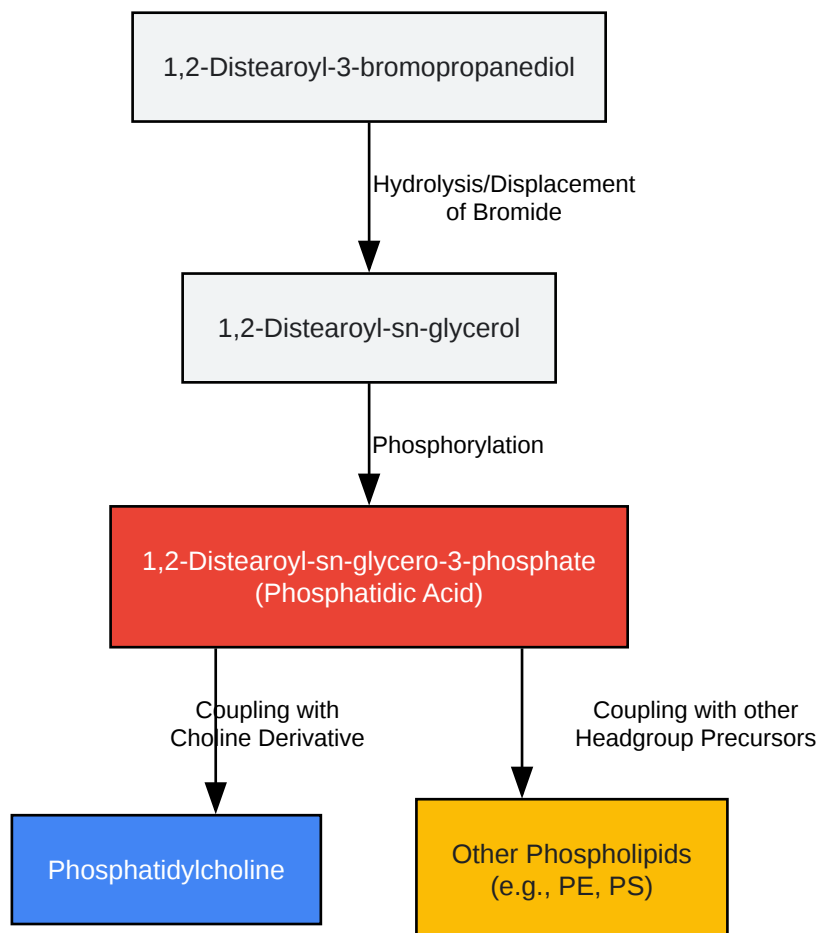 1,2-Distearoyl-3-bromopropanediol
Hydrolysis/Displacement
of Bromide
1,2-Distearoyl-sn-glycerol
Phosphorylation
1,2-Distearoyl-sn-glycero-3-phosphate
(Phosphatidic Acid)
Coupling with
Choline Derivative
Coupling with other
Headgroup Precursors
Phosphatidylcholine
Other Phospholipids
(e.g., PE, PS)